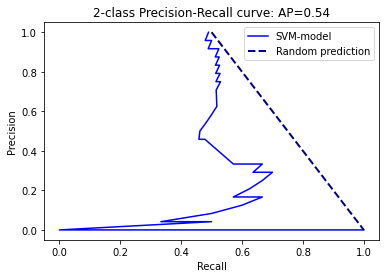 2-class Precision-Recall curve: AP=0.54
SVM-model
Random prediction
Precision
1.0
0.8
0.6
0.4
0.2
0.0
0.0 0.2 0.4 0.6 0.8 1.0
Recall